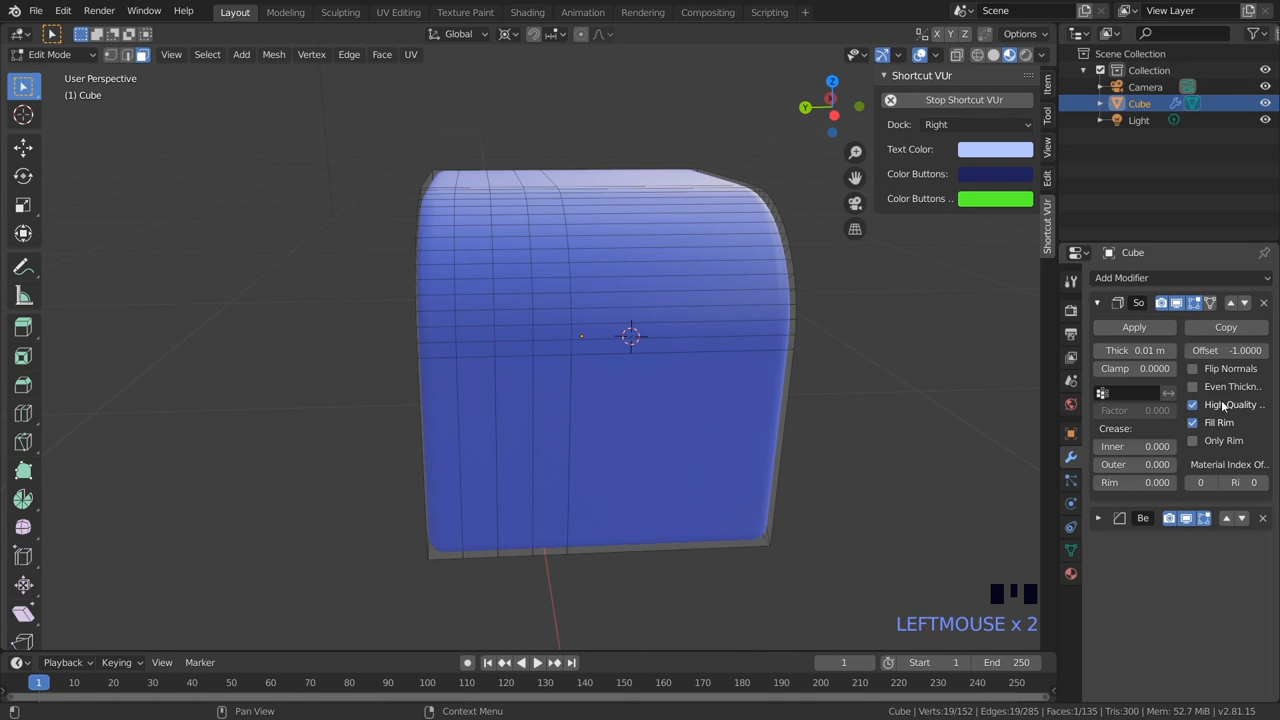 File Edit Render Window Help Layout Modeling Sculpting UV Editing Texture Paint Shading Animation Rendering Compositing Scripting + Scene View Layer
Global X Y Z Options
Edit Mode View Select Add Mesh Vertex Edge Face UV
Scene Collection
Collection
Camera
Cube
Light
User Perspective
(1) Cube
Z
Y
Shortcut VUr
Stop Shortcut VUr
Dock: Right
Text Color:
Color Buttons:
Color Buttons ..
Item
Tool
View
Edit
Shortcut VUr
Cube
Add Modifier
So
Apply Copy
Thick 0.01 m Offset -1.0000
Clamp 0.0000 Flip Normals
Even Thickn..
High Quality ..
Factor 0.000 Fill Rim
Crease: Only Rim
Inner 0.000
Outer 0.000 Material Index Of..
Rim 0.000 0 Ri 0
Be
LEFTMOUSE x 2
Playback Keying View Marker 1 Start 1 End 250
1 10 20 30 40 50 60 70 80 90 100 110 120 130 140 150 160 170 180 190 200 210 220 230 240 250
Pan View Context Menu Cube | Verts:19/152 | Edges:19/285 | Faces:1/135 | Tris:300 | Mem: 52.7 MiB | v2.81.15